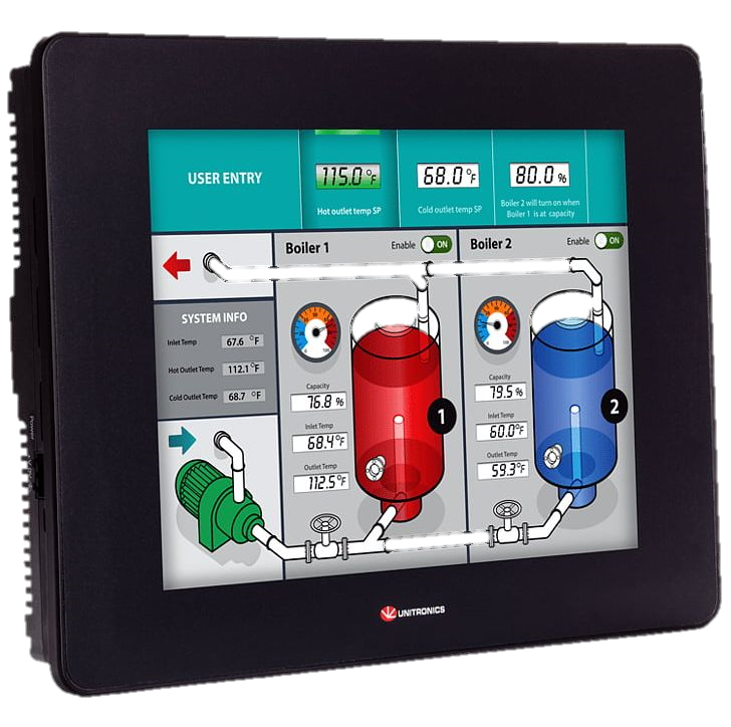 USER ENTRY
115.0 °F
Hot outlet temp SP
68.0 °F
Cold outlet temp SP
80.0 %
Boiler 2 will turn on when
Boiler 1 is at capacity
Boiler 1
Enable
ON
Boiler 2
Enable
ON
SYSTEM INFO
Inlet Temp 67.6 °F
Hot Outlet Temp 112.1 °F
Cold Outlet Temp 68.7 °F
Capacity
76.8 %
Inlet Temp
68.4°F
Outlet Temp
112.5°F
1
Capacity
79.5 %
Inlet Temp
60.0°F
Outlet Temp
59.3°F
2
UNITRONICS
Power